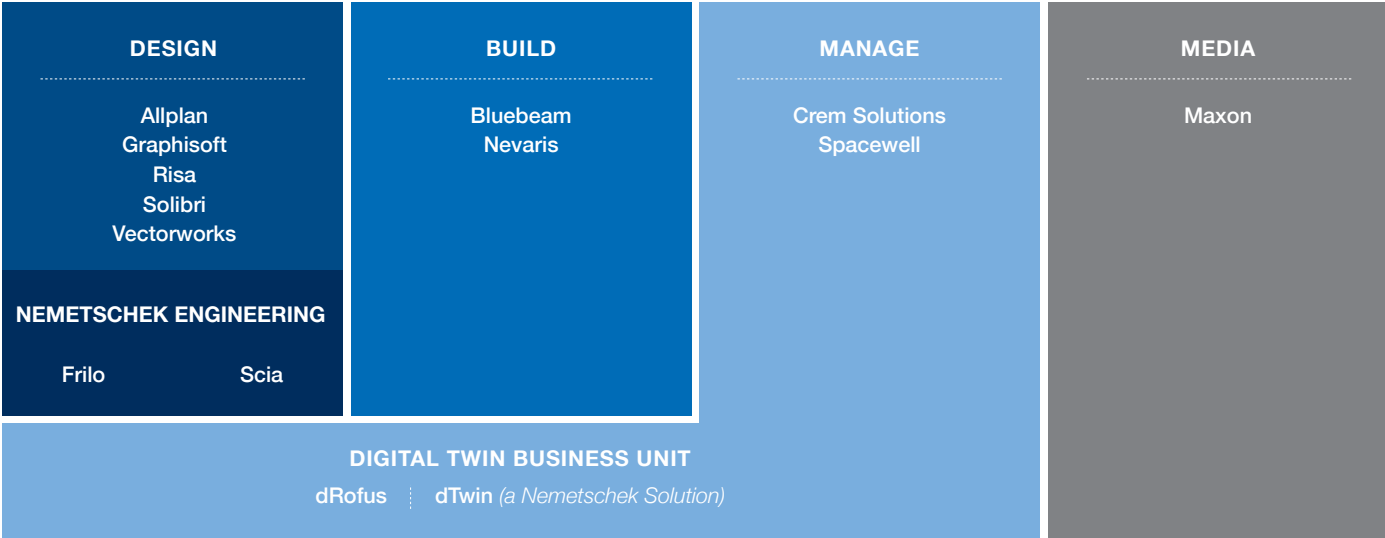 DESIGN
Allplan
Graphisoft
Risa
Solibri
Vectorworks
NEMETSCHEK ENGINEERING
Frilo Scia
BUILD
Bluebeam
Nevaris
MANAGE
Crem Solutions
Spacewell
MEDIA
Maxon
DIGITAL TWIN BUSINESS UNIT
dRofus dTwin (a Nemetschek Solution)